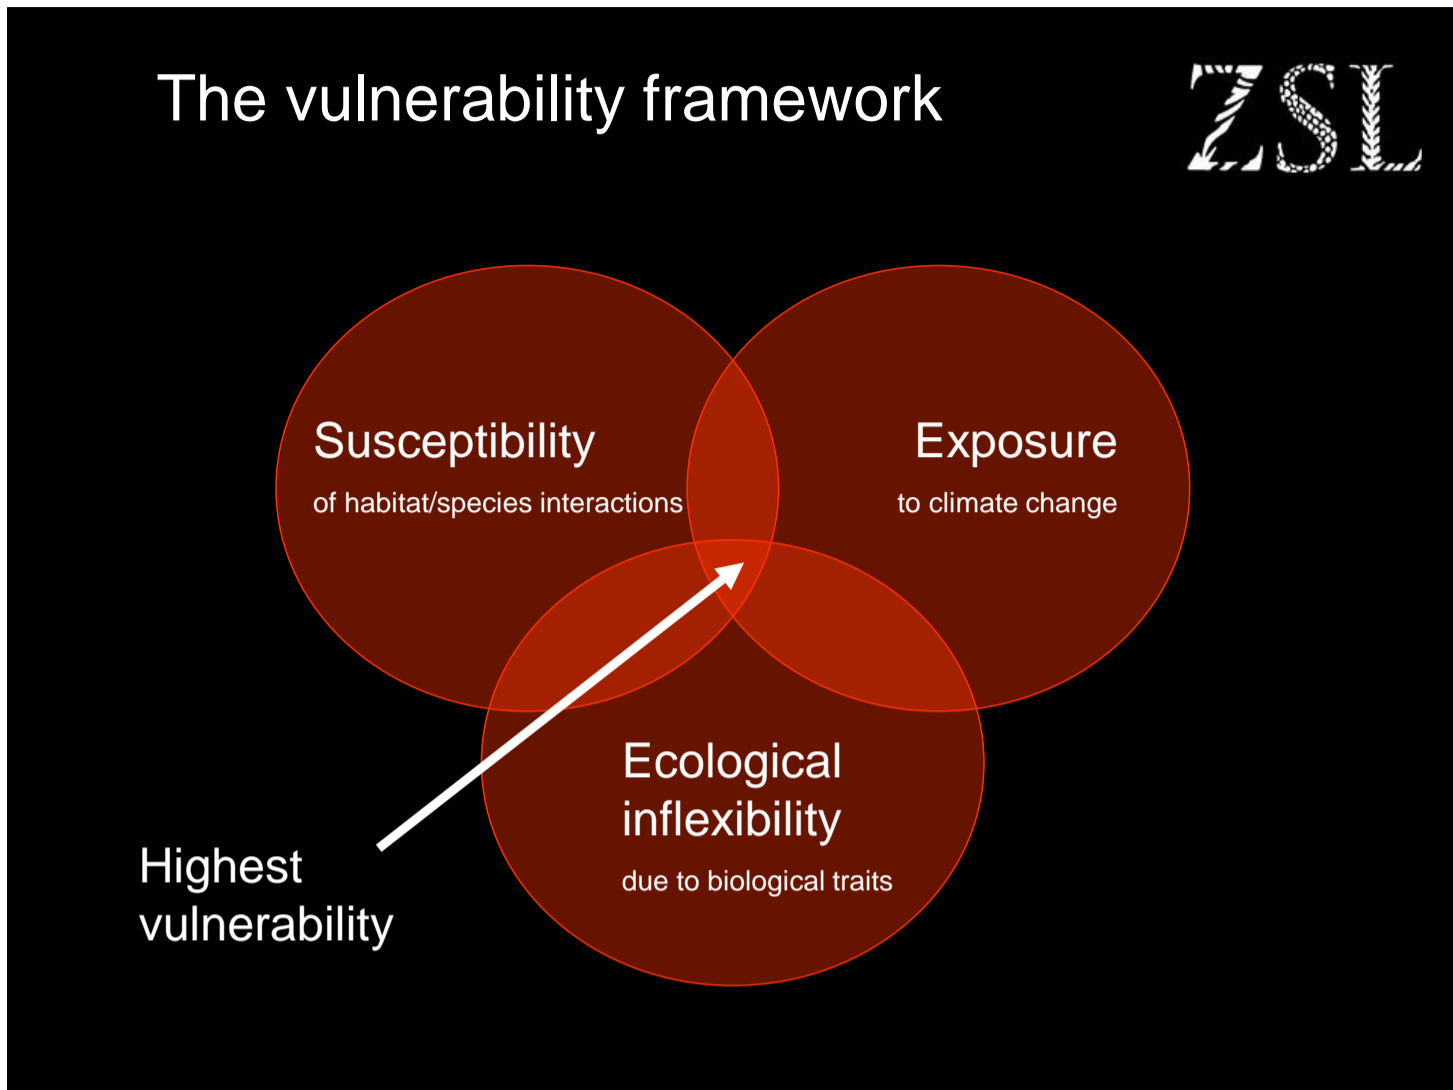 The vulnerability framework
ZSL
Susceptibility
of habitat/species interactions
Exposure
to climate change
Ecological
inflexibility
due to biological traits
Highest
vulnerability